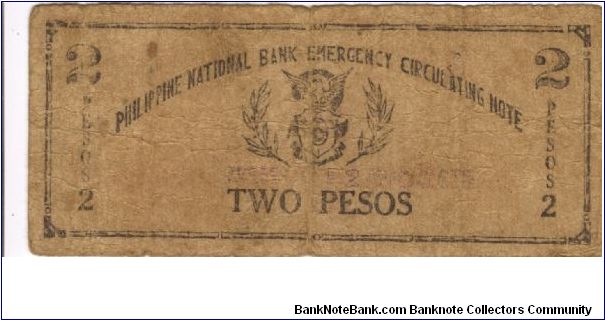 PHILIPPINE NATIONAL BANK EMERGENCY CIRCULATING NOTE
2 2
PESOS PESOS
2 2
TWO PESOS
BankNoteBank.com Banknote Collectors Community